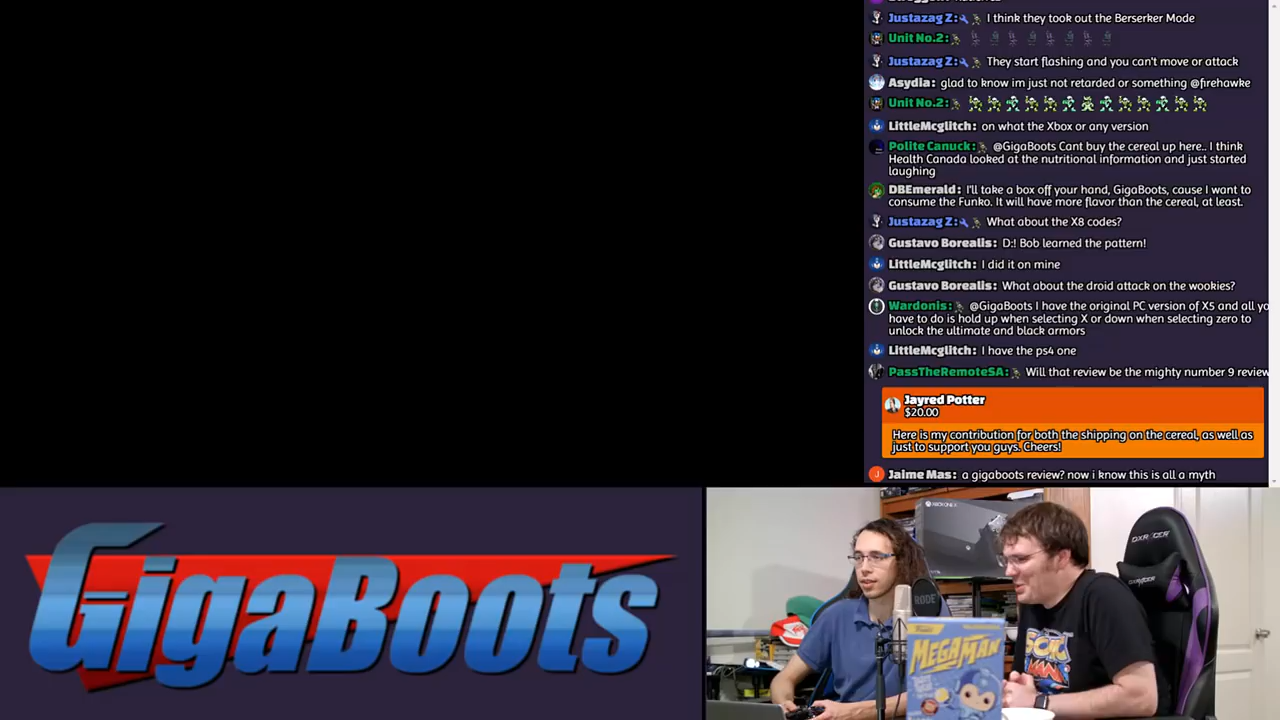 Justazag Z: I think they took out the Berserker Mode
Unit No.2:
Justazag Z: They start flashing and you can't move or attack
Asydia: glad to know im just not retarded or something @firehawke
Unit No.2:
LittleMcglitch: on what the Xbox or any version
Polite Canuck: @GigaBoots Cant buy the cereal up here.. I think
Health Canada looked at the nutritional information and just started
laughing
DBEmerald: I'll take a box off your hand, GigaBoots, cause I want to
consume the Funko. It will have more flavor than the cereal, at least.
Justazag Z: What about the X8 codes?
Gustavo Borealis: D:! Bob learned the pattern!
LittleMcglitch: I did it on mine
Gustavo Borealis: What about the droid attack on the wookies?
Wardonis: @GigaBoots I have the original PC version of X5 and all yo
have to do is hold up when selecting X or down when selecting zero to
unlock the ultimate and black armors
LittleMcglitch: I have the ps4 one
PassTheRemoteSA: Will that review be the mighty number 9 review
Jayred Potter
$20.00
Here is my contribution for both the shipping on the cereal, as well as
just to support you guys. Cheers!
J Jaime Mas: a gigaboots review? now i know this is all a myth
GigaBoots
XBOX ONE X
DXRACER
RODE
MEGAMAN